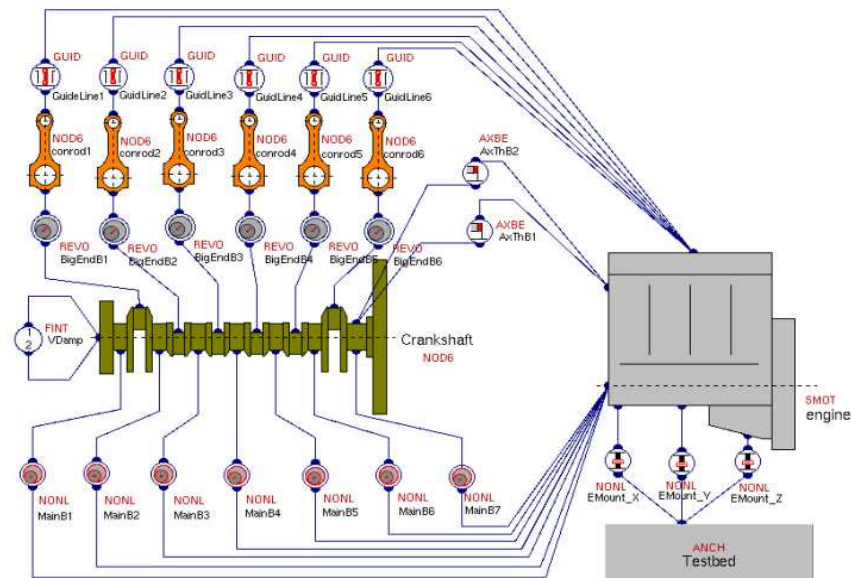 GUID GUID GUID GUID GUID GUID
GuideLine1 GuidLine2 GuidLine3 GuidLine4 GuidLine5 GuidLine6
NOD6 NOD6 NOD6 NOD6 NOD6 NOD6
conrod1 conrod2 conrod3 conrod4 conrod5 conrod6
AXBE
AxThB2
REVO REVO REVO REVO REVO REVO
BigEndB1 BigEndB2 BigEndB3 BigEndB4 BigEndB5 BigEndB6
AXBE
AxThB1
1
2
FINT
VDamp
Crankshaft
NOD6
SMOT
engine
NONL NONL NONL NONL NONL NONL NONL
MainB1 MainB2 MainB3 MainB4 MainB5 MainB6 MainB7
NONL NONL NONL
EMount_X EMount_Y EMount_Z
ANCH
Testbed